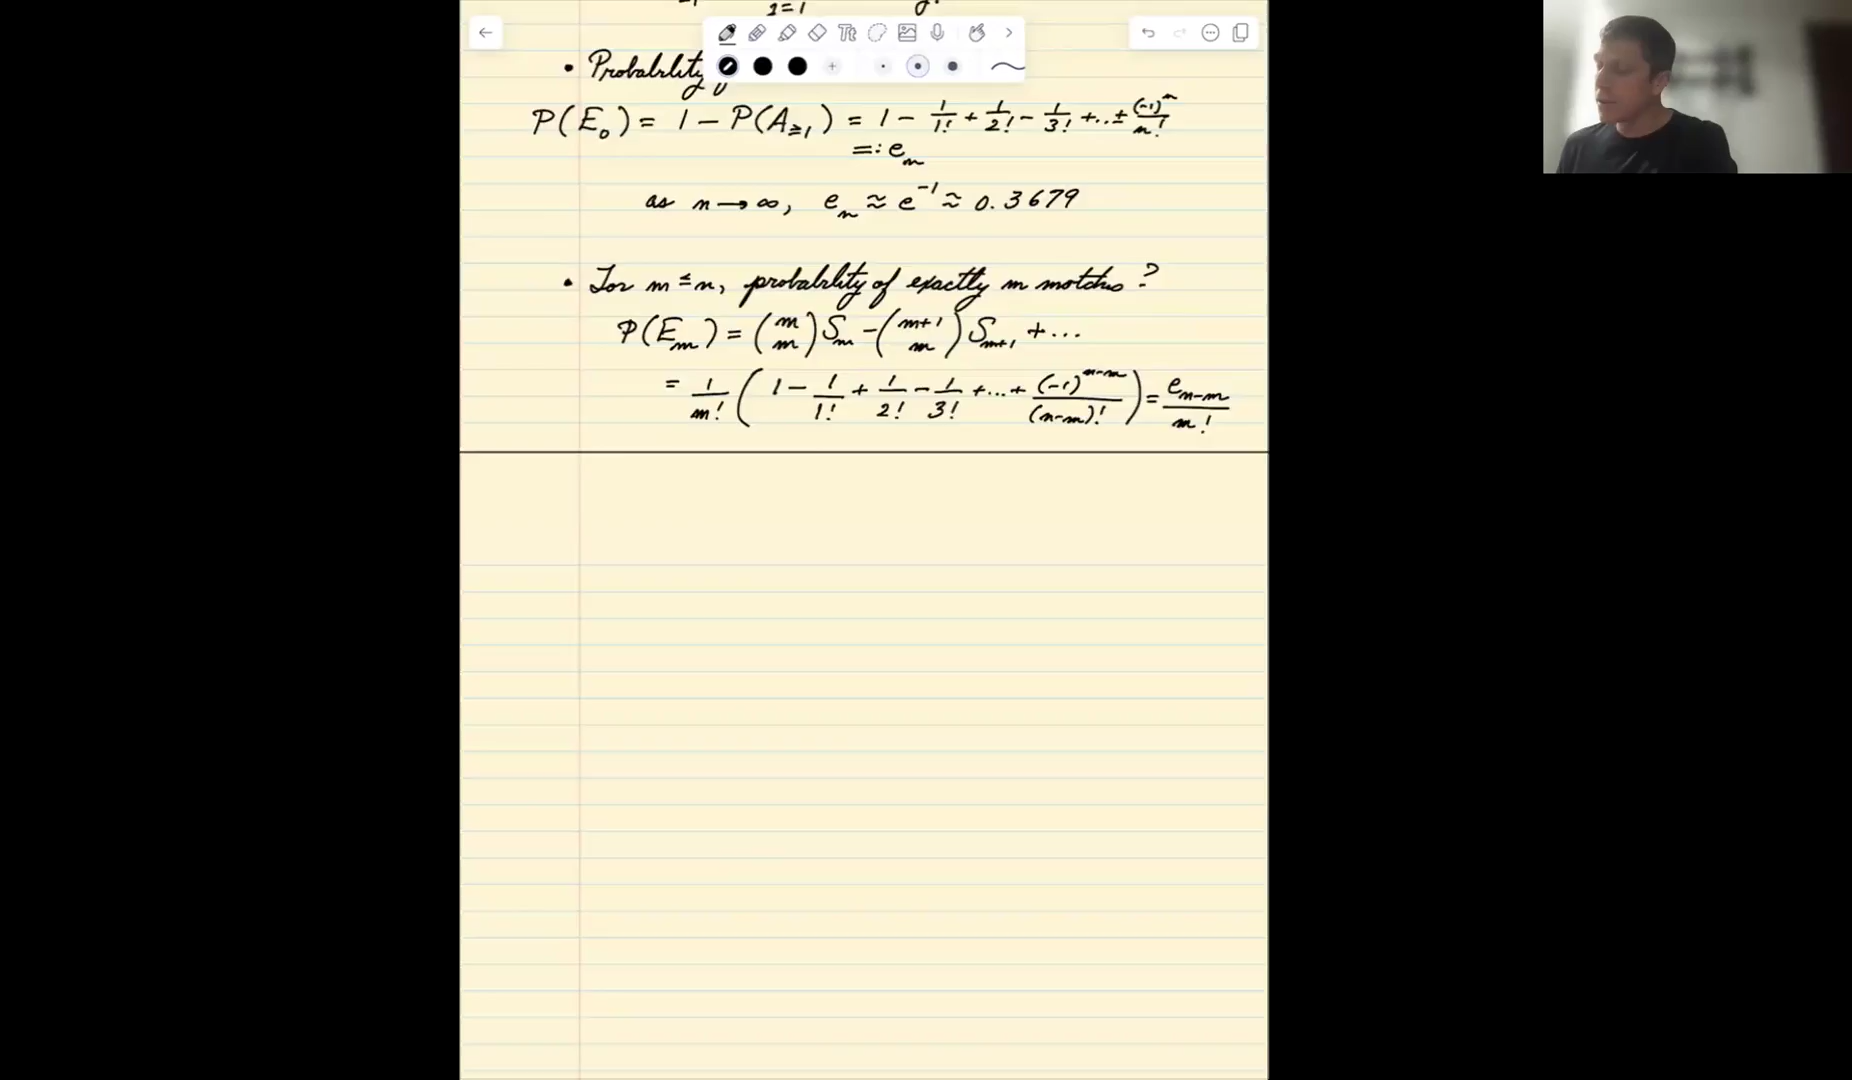 i=1
• Probability
P(E₀) = 1 − P(A≥1) = 1 − 1/1! + 1/2! − 1/3! + .. ± (-1)ⁿ/n!
=: eₙ
as n → ∞, eₙ ≈ e⁻¹ ≈ 0.3679
• For m ≤ n, probability of exactly m matches?
P(Eₘ) = (m m) Sₘ − (m+1 m) Sₘ₊₁ + ...
= 1/m! ( 1 − 1/1! + 1/2! − 1/3! + ... + (-1)ⁿ⁻ᵐ/(n-m)! ) = eₙ₋ₘ/m!